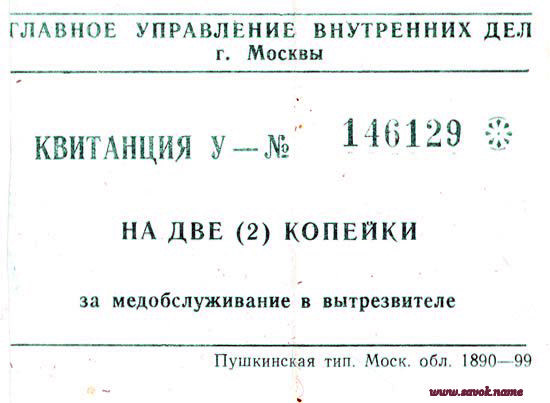 ГЛАВНОЕ УПРАВЛЕНИЕ ВНУТРЕННИХ ДЕЛ
г. Москвы
КВИТАНЦИЯ У — № 146129
НА ДВЕ (2) КОПЕЙКИ
за медобслуживание в вытрезвителе
Пушкинская тип. Моск. обл. 1890—99
www.savok.name